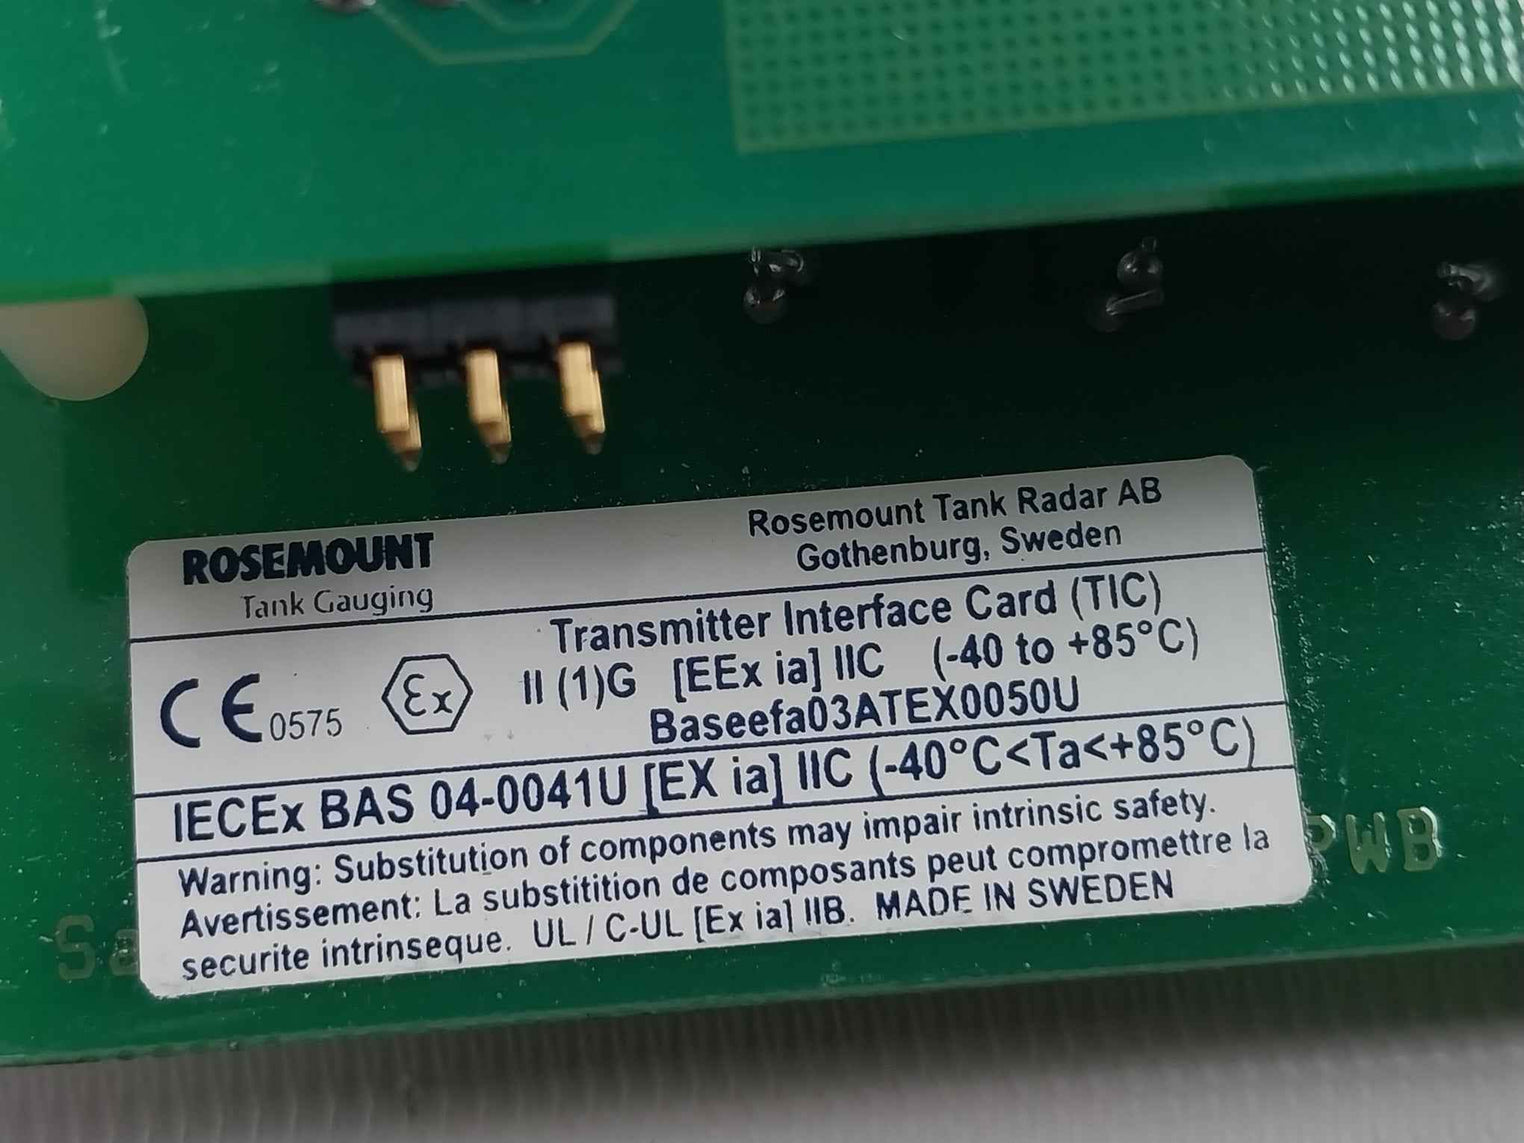 ROSEMOUNT
Tank Gauging
Rosemount Tank Radar AB
Gothenburg, Sweden
Transmitter Interface Card (TIC)
CE 0575 Ex II (1)G [EEx ia] IIC (-40 to +85°C)
Baseefa03ATEX0050U
IECEx BAS 04-0041U [EX ia] IIC (-40°C<Ta<+85°C)
Warning: Substitution of components may impair intrinsic safety.
Avertissement: La substitition de composants peut compromettre la
securite intrinseque. UL / C-UL [Ex ia] IIB. MADE IN SWEDEN
PWB
Sa